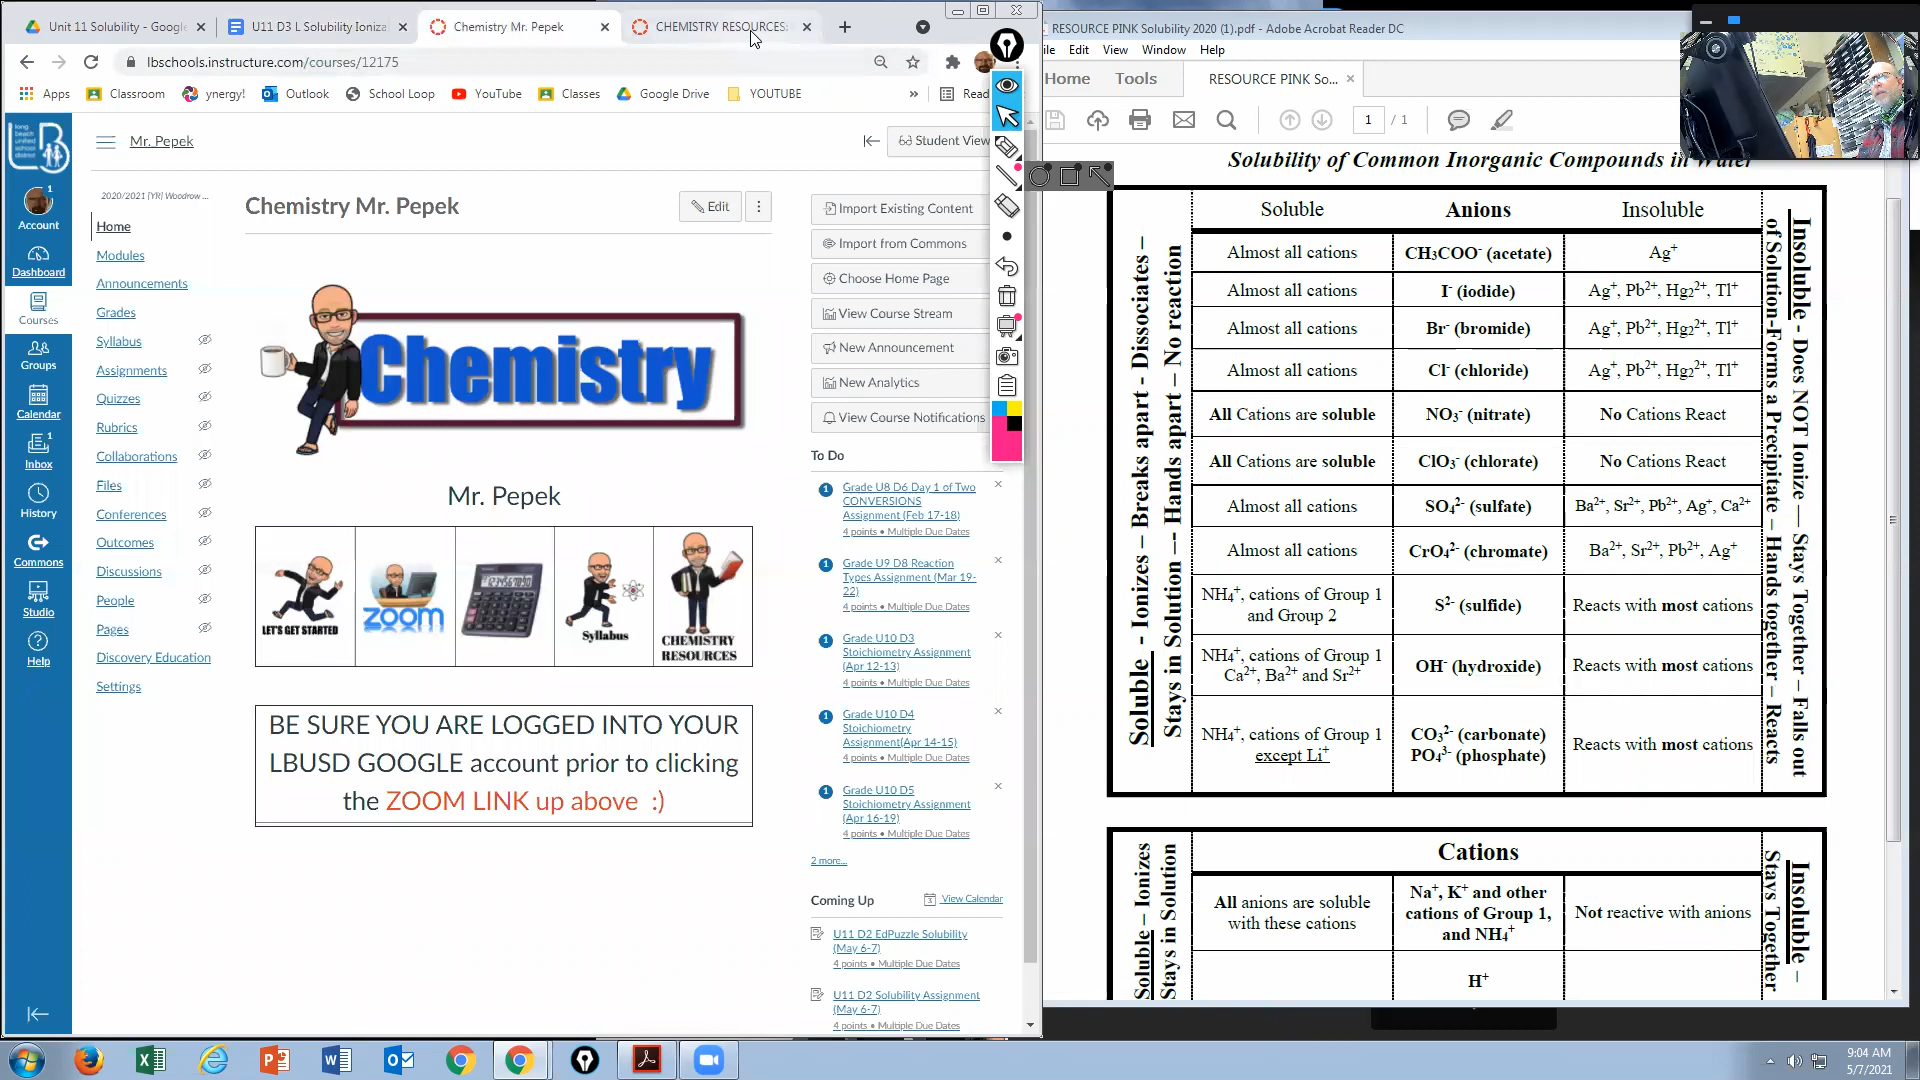 Unit 11 Solubility - Google
U11 D3 L Solubility Ioniza
Chemistry Mr. Pepek
CHEMISTRY RESOURCES:
lbschools.instructure.com/courses/12175
Apps
Classroom
ynergy!
Outlook
School Loop
YouTube
Classes
Google Drive
YOUTUBE
»
Read
long beach unified school district
Mr. Pepek
Student View
Account
Dashboard
Courses
Groups
Calendar
Inbox
History
Commons
Studio
Help
2020/2021 [YR] Woodrow ...
Home
Modules
Announcements
Grades
Syllabus
Assignments
Quizzes
Rubrics
Collaborations
Files
Conferences
Outcomes
Discussions
People
Pages
Discovery Education
Settings
Chemistry Mr. Pepek
Edit
Chemistry
Mr. Pepek
LET'S GET STARTED
zoom
Syllabus
CHEMISTRY
RESOURCES
BE SURE YOU ARE LOGGED INTO YOUR
LBUSD GOOGLE account prior to clicking
the ZOOM LINK up above :)
Import Existing Content
Import from Commons
Choose Home Page
View Course Stream
New Announcement
New Analytics
View Course Notifications
To Do
1
Grade U8 D6 Day 1 of Two
CONVERSIONS
Assignment (Feb 17-18)
4 points • Multiple Due Dates
1
Grade U9 D8 Reaction
Types Assignment (Mar 19-
22)
4 points • Multiple Due Dates
1
Grade U10 D3
Stoichiometry Assignment
(Apr 12-13)
4 points • Multiple Due Dates
1
Grade U10 D4
Stoichiometry
Assignment(Apr 14-15)
4 points • Multiple Due Dates
1
Grade U10 D5
Stoichiometry Assignment
(Apr 16-19)
4 points • Multiple Due Dates
2 more...
Coming Up
View Calendar
U11 D2 EdPuzzle Solubility
(May 6-7)
4 points • Multiple Due Dates
U11 D2 Solubility Assignment
(May 6-7)
4 points • Multiple Due Dates
RESOURCE PINK Solubility 2020 (1).pdf - Adobe Acrobat Reader DC
ile Edit View Window Help
Home
Tools
RESOURCE PINK So...
1 / 1
Solubility of Common Inorganic Compounds in Water
Soluble - Ionizes – Breaks apart - Dissociates –
Stays in Solution –- Hands apart – No reaction
Soluble Anions Insoluble
Almost all cations CH3COO⁻ (acetate) Ag⁺
Almost all cations I⁻ (iodide) Ag⁺, Pb²⁺, Hg₂²⁺, Tl⁺
Almost all cations Br⁻ (bromide) Ag⁺, Pb²⁺, Hg₂²⁺, Tl⁺
Almost all cations Cl⁻ (chloride) Ag⁺, Pb²⁺, Hg₂²⁺, Tl⁺
All Cations are soluble NO₃⁻ (nitrate) No Cations React
All Cations are soluble ClO₃⁻ (chlorate) No Cations React
Almost all cations SO₄²⁻ (sulfate) Ba²⁺, Sr²⁺, Pb²⁺, Ag⁺, Ca²⁺
Almost all cations CrO₄²⁻ (chromate) Ba²⁺, Sr²⁺, Pb²⁺, Ag⁺
NH₄⁺, cations of Group 1
and Group 2
S²⁻ (sulfide)
Reacts with most cations
NH₄⁺, cations of Group 1
Ca²⁺, Ba²⁺ and Sr²⁺
OH⁻ (hydroxide)
Reacts with most cations
NH₄⁺, cations of Group 1
except Li⁺
CO₃²⁻ (carbonate)
PO₄³⁻ (phosphate)
Reacts with most cations
Insoluble - Does NOT Ionize — Stays Together – Falls out
of Solution-Forms a Precipitate – Hands together – Reacts
Soluble – Ionizes
Stays in Solution
Cations
All anions are soluble
with these cations
Na⁺, K⁺ and other
cations of Group 1,
and NH₄⁺
Not reactive with anions
H⁺
Insoluble –
Stays Together
9:04 AM
5/7/2021